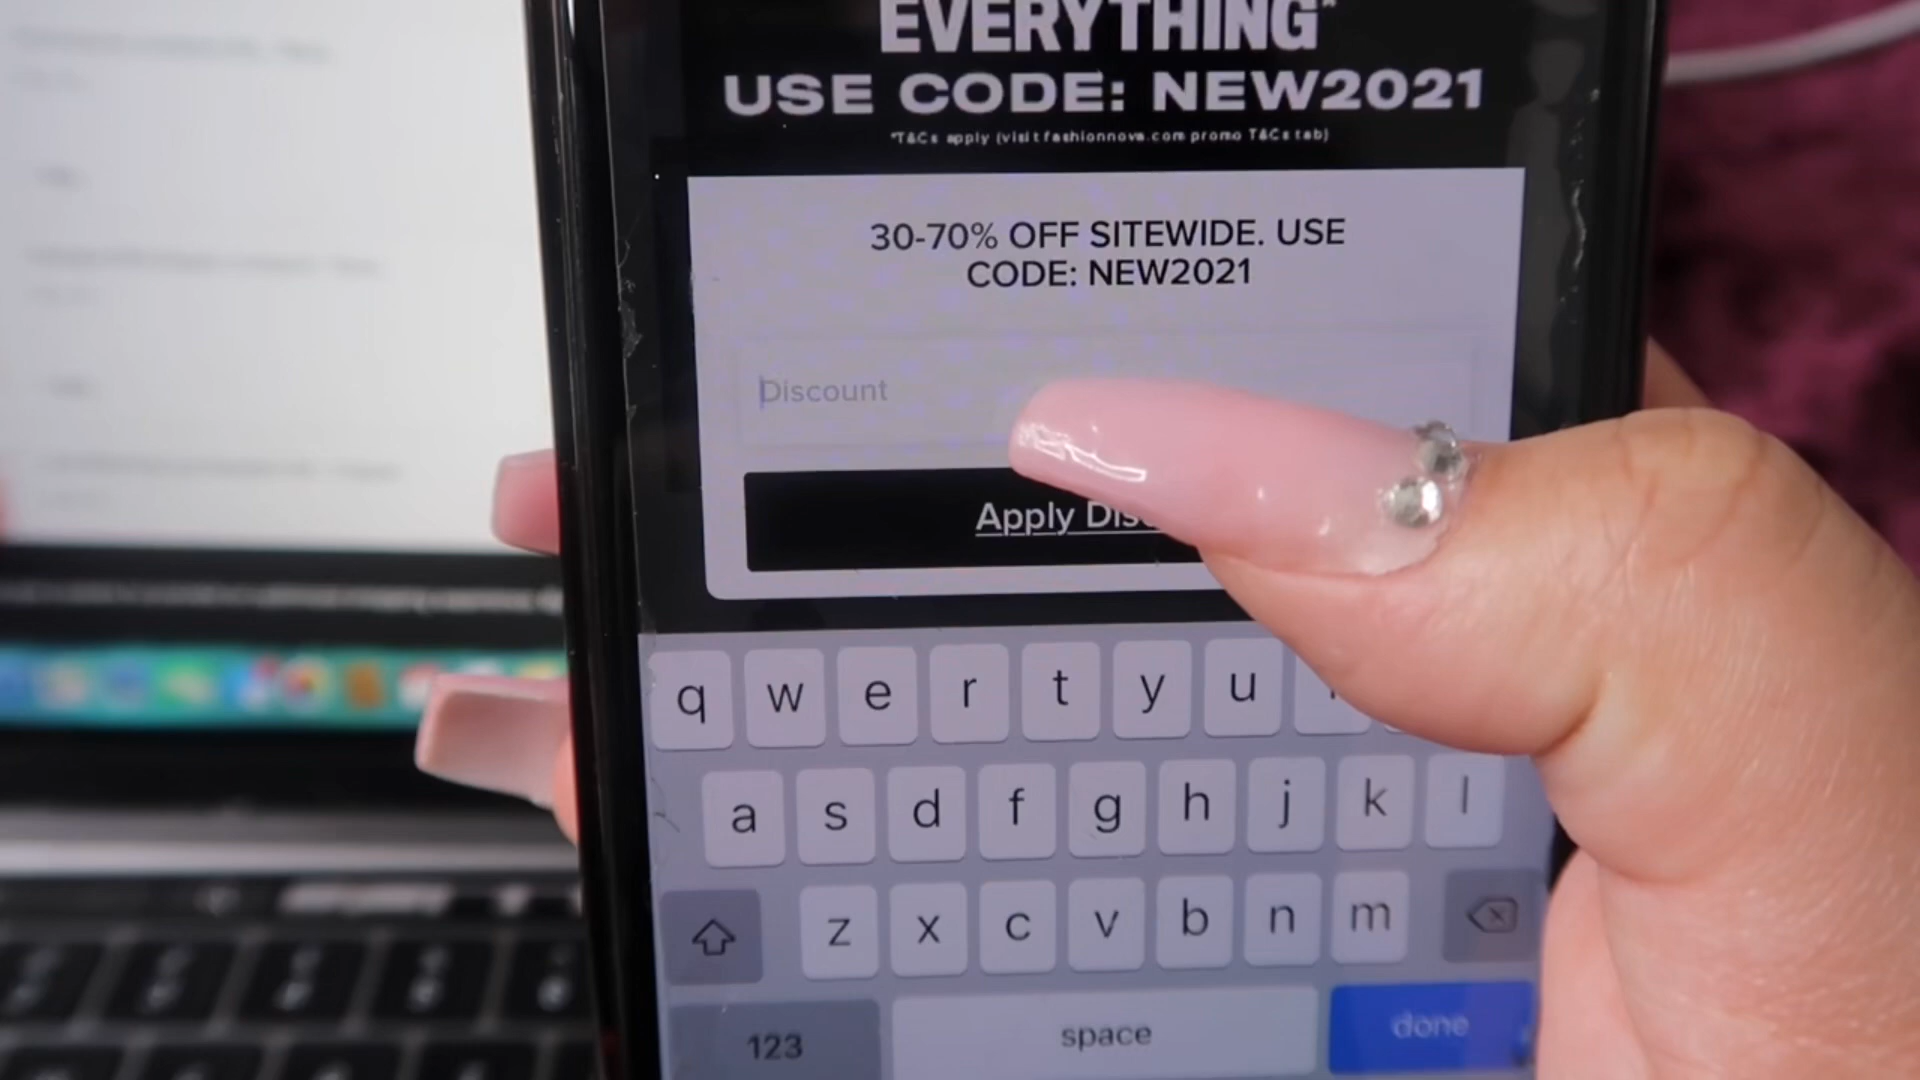 EVERYTHING*
USE CODE: NEW2021
*T&Cs apply (visit fashionnova.com promo T&Cs tab)
30-70% OFF SITEWIDE. USE
CODE: NEW2021
Discount
Apply
q w e r t y u
a s d f g h j k l
z x c v b n m
123 space done